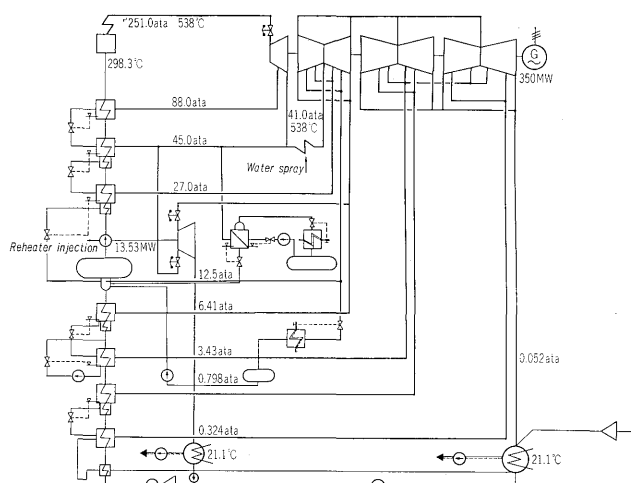 251.0ata 538℃
298.3℃
G
350MW
88.0ata
41.0ata
538℃
45.0ata
Water spray
27.0ata
Reheater injection
13.53MW
12.5ata
6.41ata
3.43ata
0.052ata
0.798ata
0.324ata
21.1℃
21.1℃